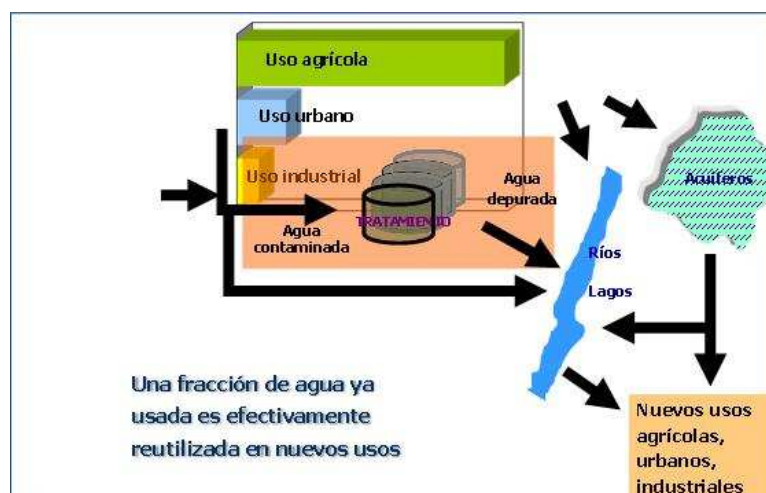 Uso agrícola
Uso urbano
Uso industrial
TRATAMIENTO
Agua
contaminada
Agua
depurada
Acuíferos
Ríos
Lagos
Una fracción de agua ya
usada es efectivamente
reutilizada en nuevos usos
Nuevos usos
agrícolas,
urbanos,
industriales